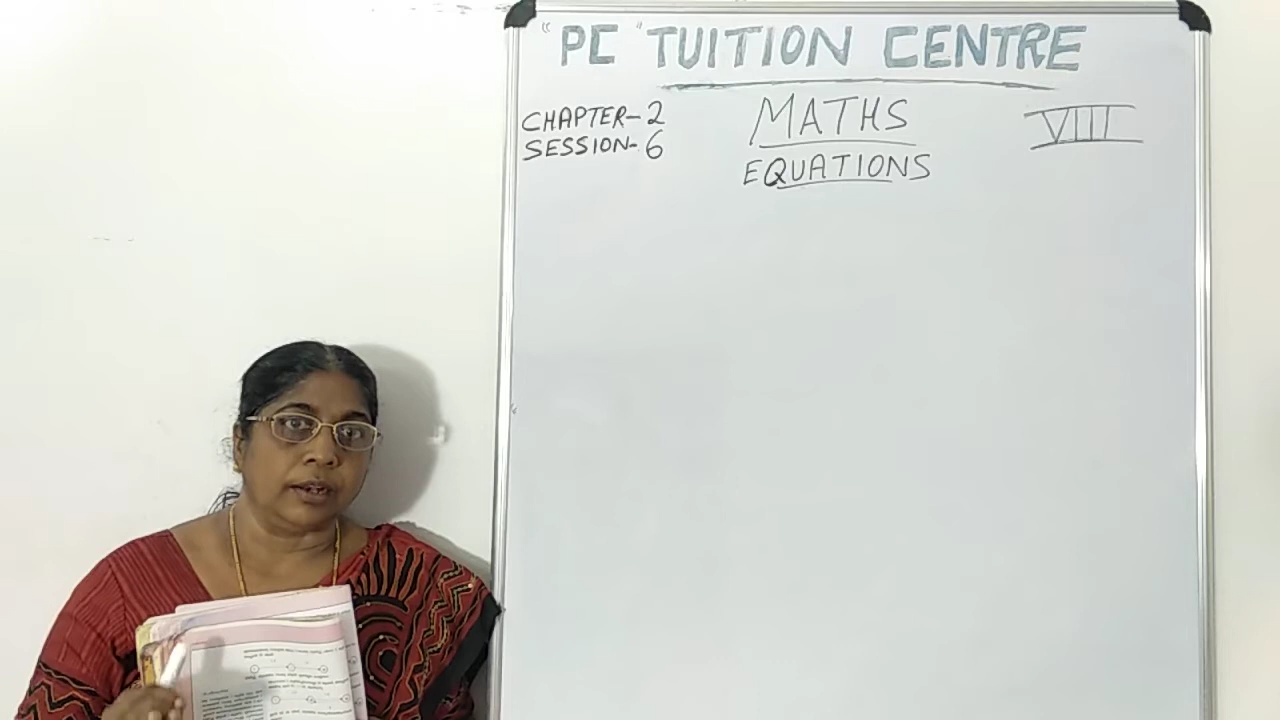 "PC" TUITION CENTRE
CHAPTER-2
MATHS
VIII
SESSION-6
EQUATIONS